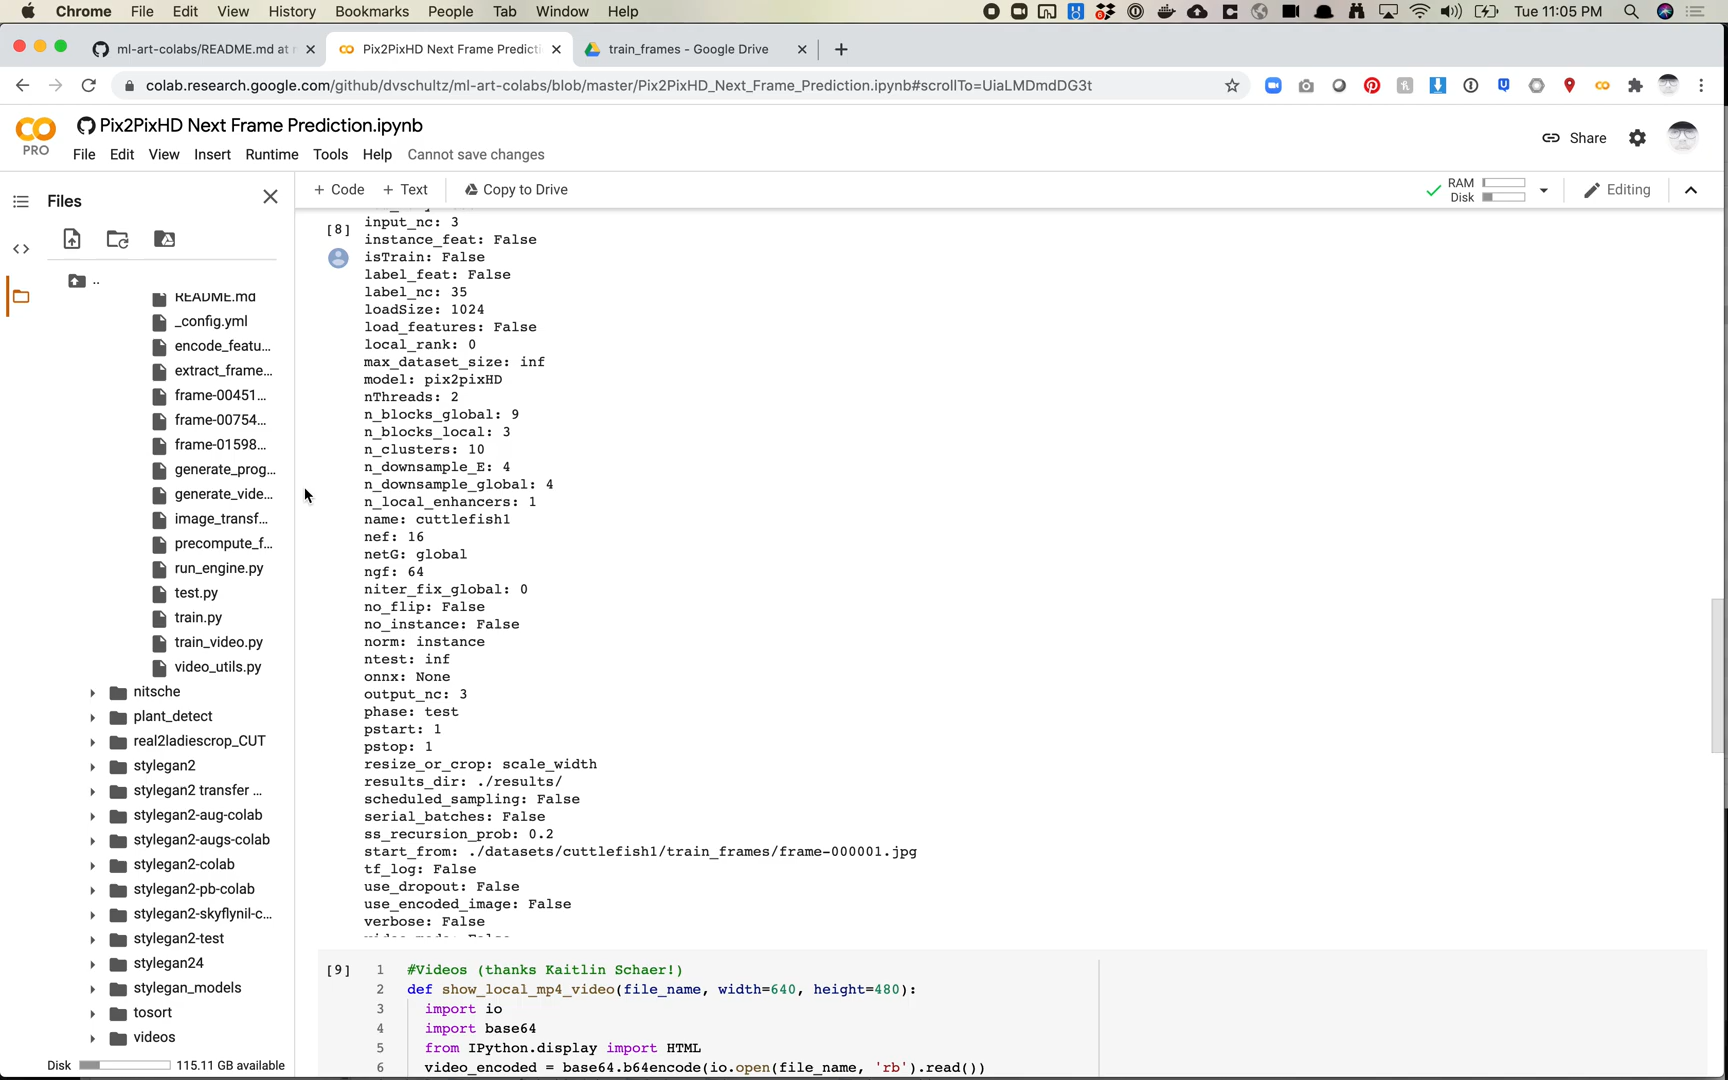 Chrome File Edit View History Bookmarks People Tab Window Help Tue 11:05 PM
ml-art-colabs/README.md at m Pix2PixHD Next Frame Predicti train_frames - Google Drive
colab.research.google.com/github/dvschultz/ml-art-colabs/blob/master/Pix2PixHD_Next_Frame_Prediction.ipynb#scrollTo=UiaLMDmdDG3t
Pix2PixHD Next Frame Prediction.ipynb
PRO
File Edit View Insert Runtime Tools Help Cannot save changes
Share
Files
+ Code + Text Copy to Drive
RAM
Disk
Editing
..
README.md
_config.yml
encode_featu...
extract_frame...
frame-00451...
frame-00754...
frame-01598...
generate_prog...
generate_vide...
image_transf...
precompute_f...
run_engine.py
test.py
train.py
train_video.py
video_utils.py
nitsche
plant_detect
real2ladiescrop_CUT
stylegan2
stylegan2 transfer ...
stylegan2-aug-colab
stylegan2-augs-colab
stylegan2-colab
stylegan2-pb-colab
stylegan2-skyflynil-c...
stylegan2-test
stylegan24
stylegan_models
tosort
videos
Disk 115.11 GB available
[8]
input_nc: 3
instance_feat: False
isTrain: False
label_feat: False
label_nc: 35
loadSize: 1024
load_features: False
local_rank: 0
max_dataset_size: inf
model: pix2pixHD
nThreads: 2
n_blocks_global: 9
n_blocks_local: 3
n_clusters: 10
n_downsample_E: 4
n_downsample_global: 4
n_local_enhancers: 1
name: cuttlefish1
nef: 16
netG: global
ngf: 64
niter_fix_global: 0
no_flip: False
no_instance: False
norm: instance
ntest: inf
onnx: None
output_nc: 3
phase: test
pstart: 1
pstop: 1
resize_or_crop: scale_width
results_dir: ./results/
scheduled_sampling: False
serial_batches: False
ss_recursion_prob: 0.2
start_from: ./datasets/cuttlefish1/train_frames/frame-000001.jpg
tf_log: False
use_dropout: False
use_encoded_image: False
verbose: False
[9] 1 #Videos (thanks Kaitlin Schaer!)
2 def show_local_mp4_video(file_name, width=640, height=480):
3 import io
4 import base64
5 from IPython.display import HTML
6 video_encoded = base64.b64encode(io.open(file_name, 'rb').read())